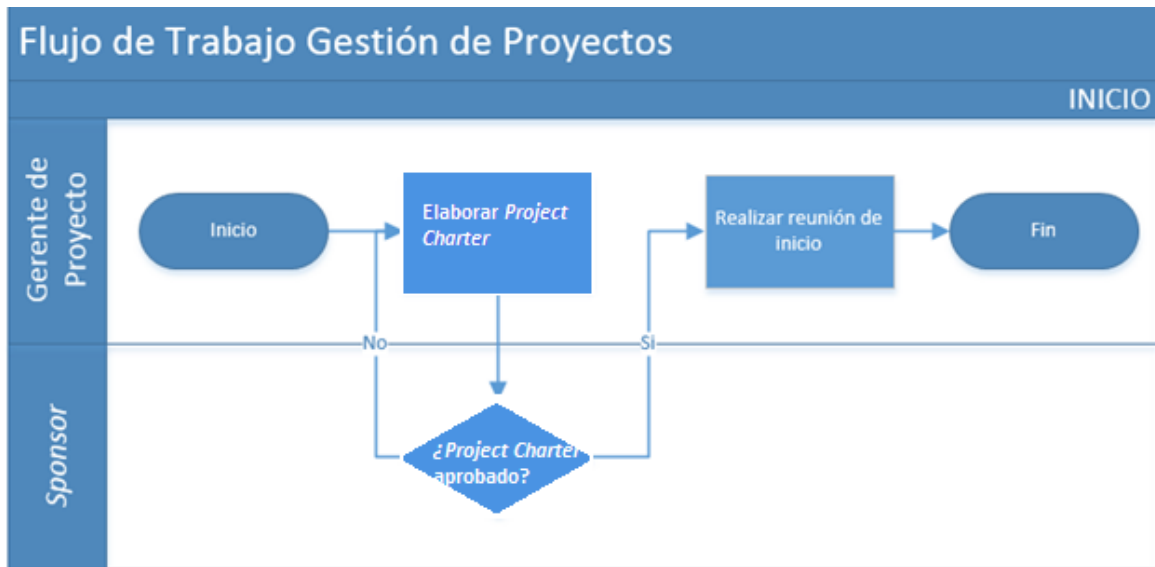 Flujo de Trabajo Gestión de Proyectos
INICIO
Gerente de
Proyecto
Inicio
Elaborar Project
Charter
Realizar reunión de
inicio
Fin
No
Si
Sponsor
¿Project Charter
aprobado?